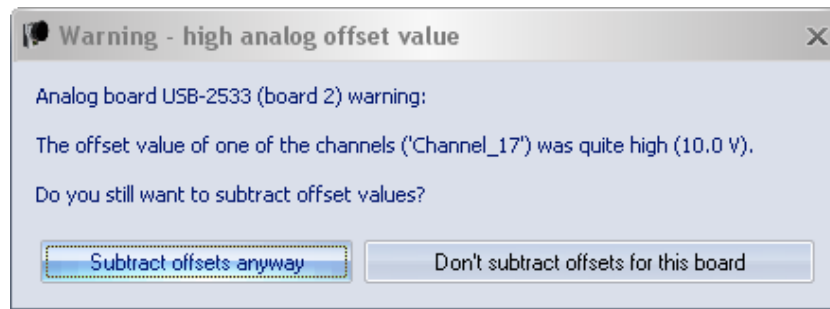 Warning - high analog offset value
Analog board USB-2533 (board 2) warning:
The offset value of one of the channels ('Channel_17') was quite high (10.0 V).
Do you still want to subtract offset values?
Subtract offsets anyway
Don't subtract offsets for this board